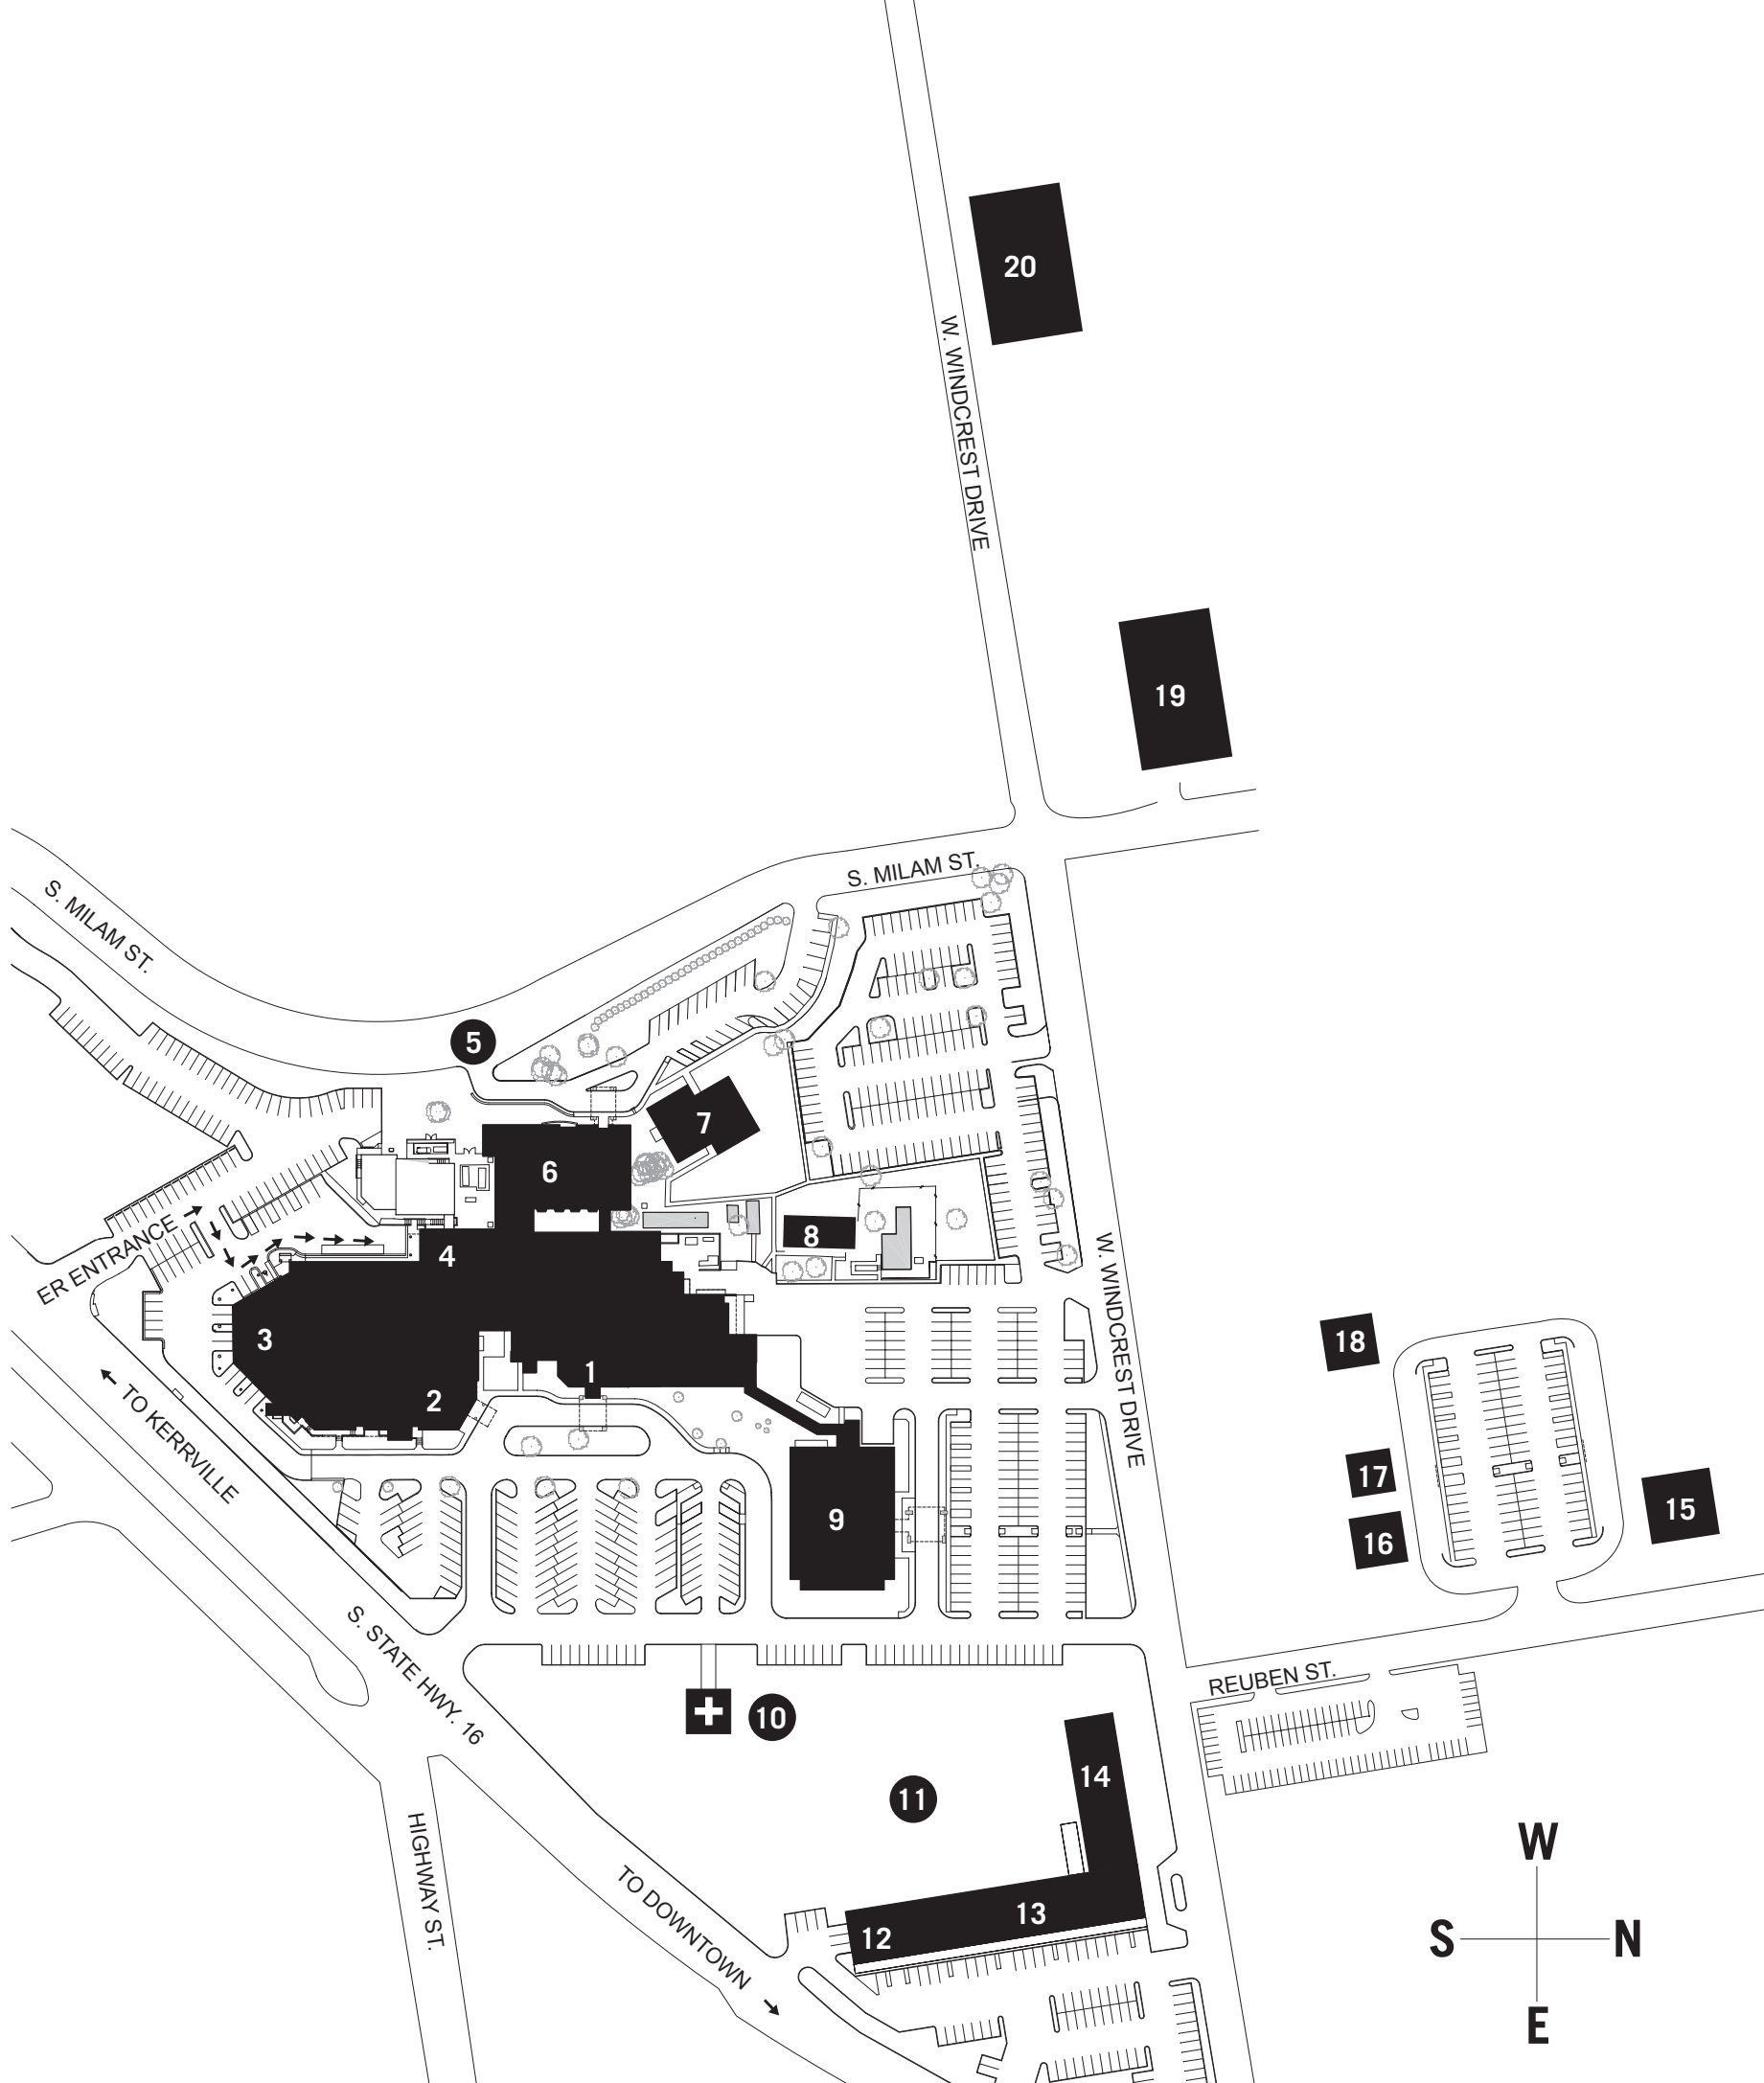 20
W. WINDCREST DRIVE
19
S. MILAM ST.
S. MILAM ST.
5
7
6
8
4
ER ENTRANCE
W. WINDCREST DRIVE
3
18
1
2
TO KERRVILLE
17
15
9
16
S. STATE HWY. 16
REUBEN ST.
10
14
11
HIGHWAY ST.
W
13
12
S
N
TO DOWNTOWN
E